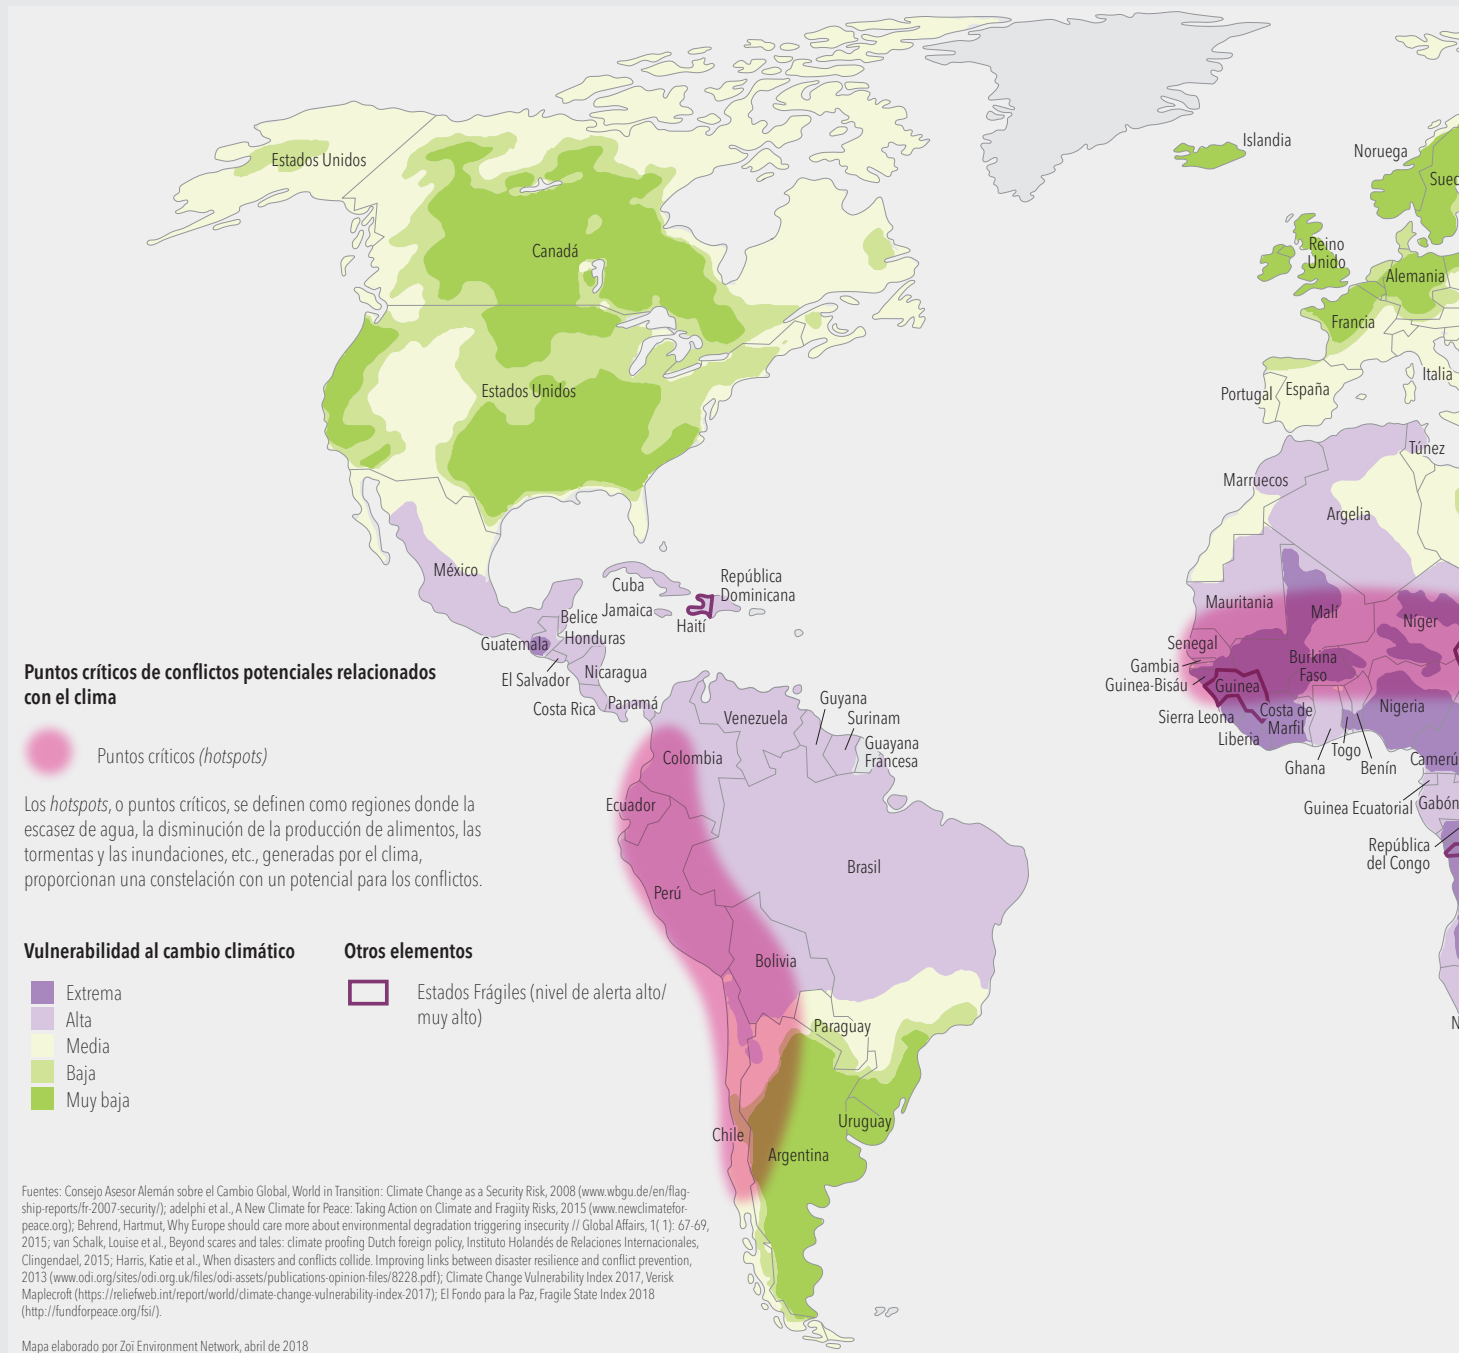 Estados Unidos
Canadá
Estados Unidos
México
Cuba
República
Dominicana
Jamaica
Haití
Belice
Honduras
Guatemala
Nicaragua
El Salvador
Costa Rica
Panamá
Guyana
Surinam
Guayana
Francesa
Venezuela
Colombia
Ecuador
Perú
Brasil
Bolivia
Paraguay
Uruguay
Chile
Argentina
Islandia
Noruega
Suec
Reino
Unido
Alemania
Francia
Italia
Portugal
España
Túnez
Marruecos
Argelia
Mauritania
Malí
Níger
Senegal
Gambia
Guinea-Bisáu
Burkina
Faso
Guinea
Sierra Leona
Costa de
Marfil
Liberia
Nigeria
Togo
Ghana
Benín
Camerú
Guinea Ecuatorial
Gabón
República
del Congo
N
Puntos críticos de conflictos potenciales relacionados
con el clima
Puntos críticos (hotspots)
Los hotspots, o puntos críticos, se definen como regiones donde la
escasez de agua, la disminución de la producción de alimentos, las
tormentas y las inundaciones, etc., generadas por el clima,
proporcionan una constelación con un potencial para los conflictos.
Vulnerabilidad al cambio climático
Extrema
Alta
Media
Baja
Muy baja
Otros elementos
Estados Frágiles (nivel de alerta alto/
muy alto)
Fuentes: Consejo Asesor Alemán sobre el Cambio Global, World in Transition: Climate Change as a Security Risk, 2008 (www.wbgu.de/en/flag-
ship-reports/fr-2007-security/); adelphi et al., A New Climate for Peace: Taking Action on Climate and Fragiity Risks, 2015 (www.newclimatefor-
peace.org); Behrend, Hartmut, Why Europe should care more about environmental degradation triggering insecurity // Global Affairs, 1( 1): 67-69,
2015; van Schalk, Louise et al., Beyond scares and tales: climate proofing Dutch foreign policy, Instituto Holandés de Relaciones Internacionales,
Clingendael, 2015; Harris, Katie et al., When disasters and conflicts collide. Improving links between disaster resilience and conflict prevention,
2013 (www.odi.org/sites/odi.org.uk/files/odi-assets/publications-opinion-files/8228.pdf); Climate Change Vulnerability Index 2017, Verisk
Maplecroft (https://reliefweb.int/report/world/climate-change-vulnerability-index-2017); El Fondo para la Paz, Fragile State Index 2018
(http://fundforpeace.org/fsi/).
Mapa elaborado por Zoï Environment Network, abril de 2018